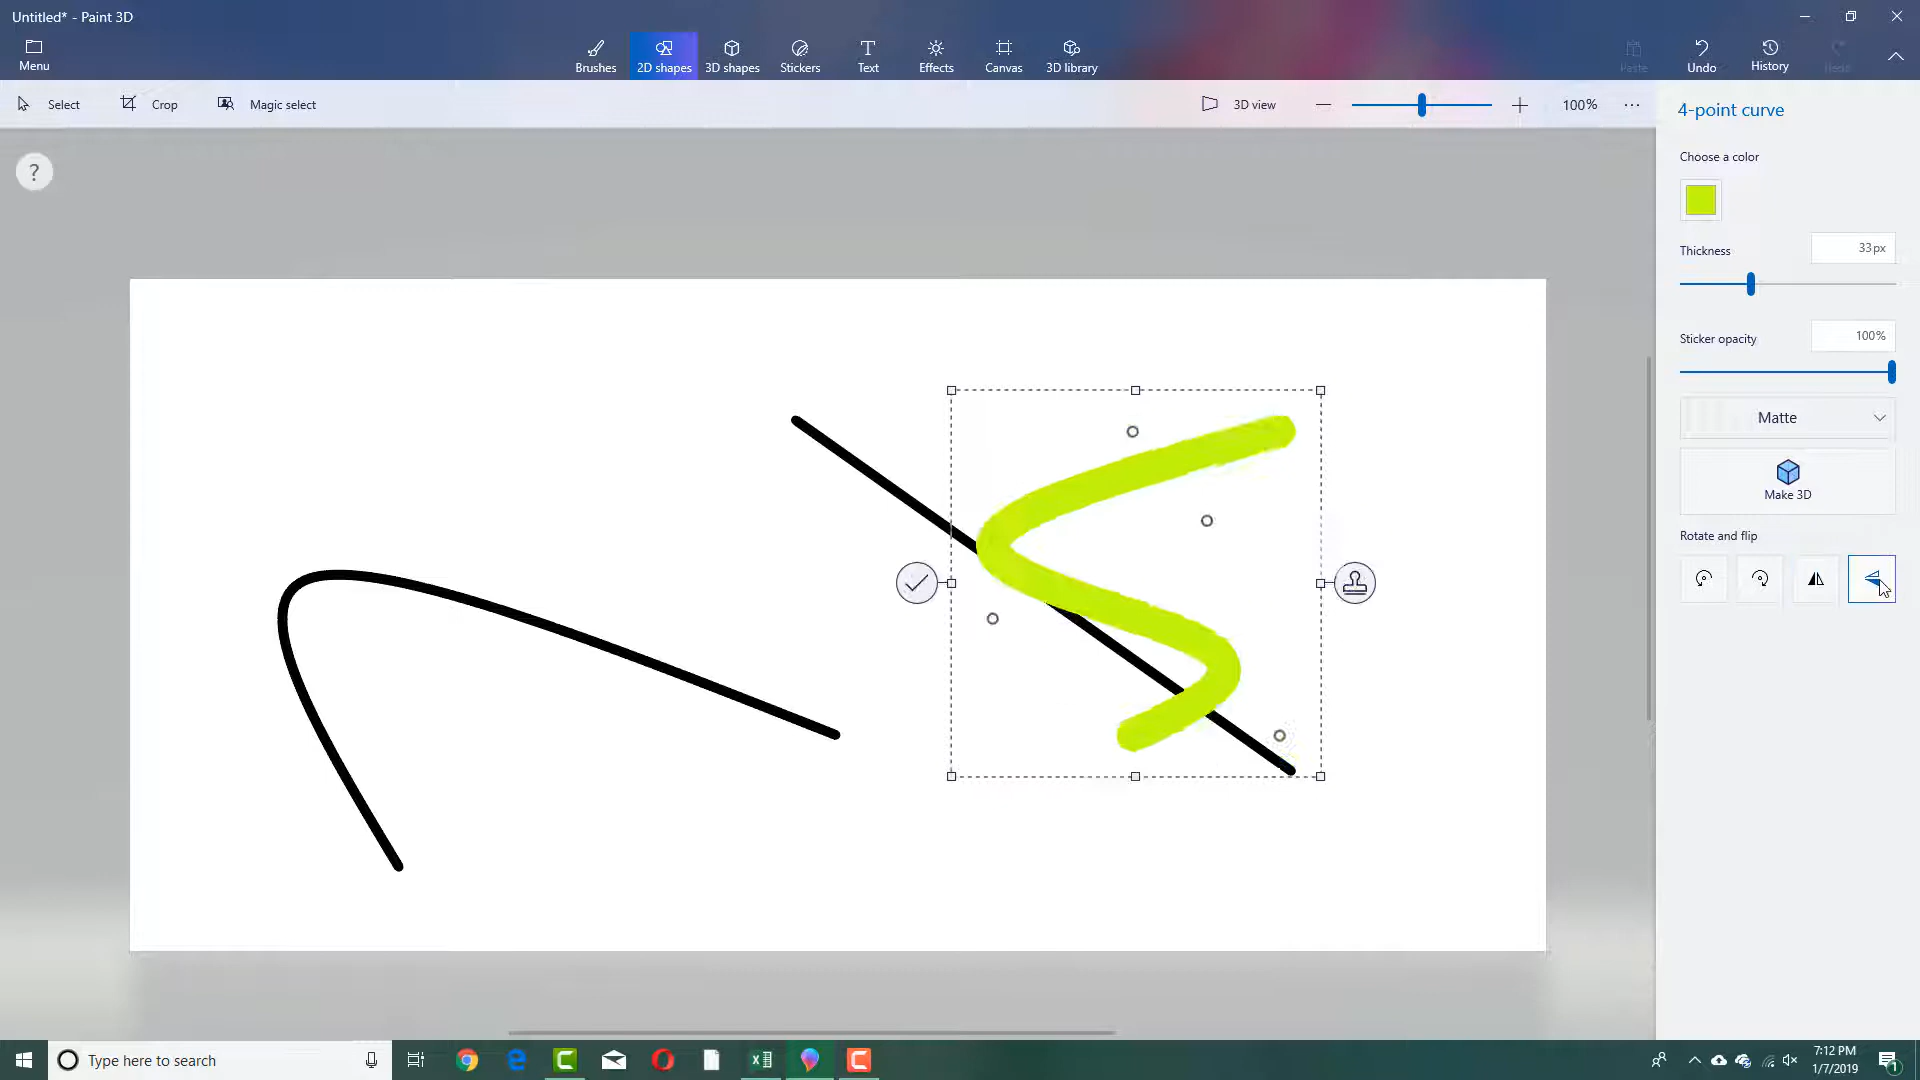 Untitled* - Paint 3D
Menu
Brushes
2D shapes
3D shapes
Stickers
Text
Effects
Canvas
3D library
Paste
Undo
History
Redo
Select
Crop
Magic select
3D view
100%
?
4-point curve
Choose a color
Thickness
33px
Sticker opacity
100%
Matte
Make 3D
Rotate and flip
Type here to search
7:12 PM
1/7/2019
1